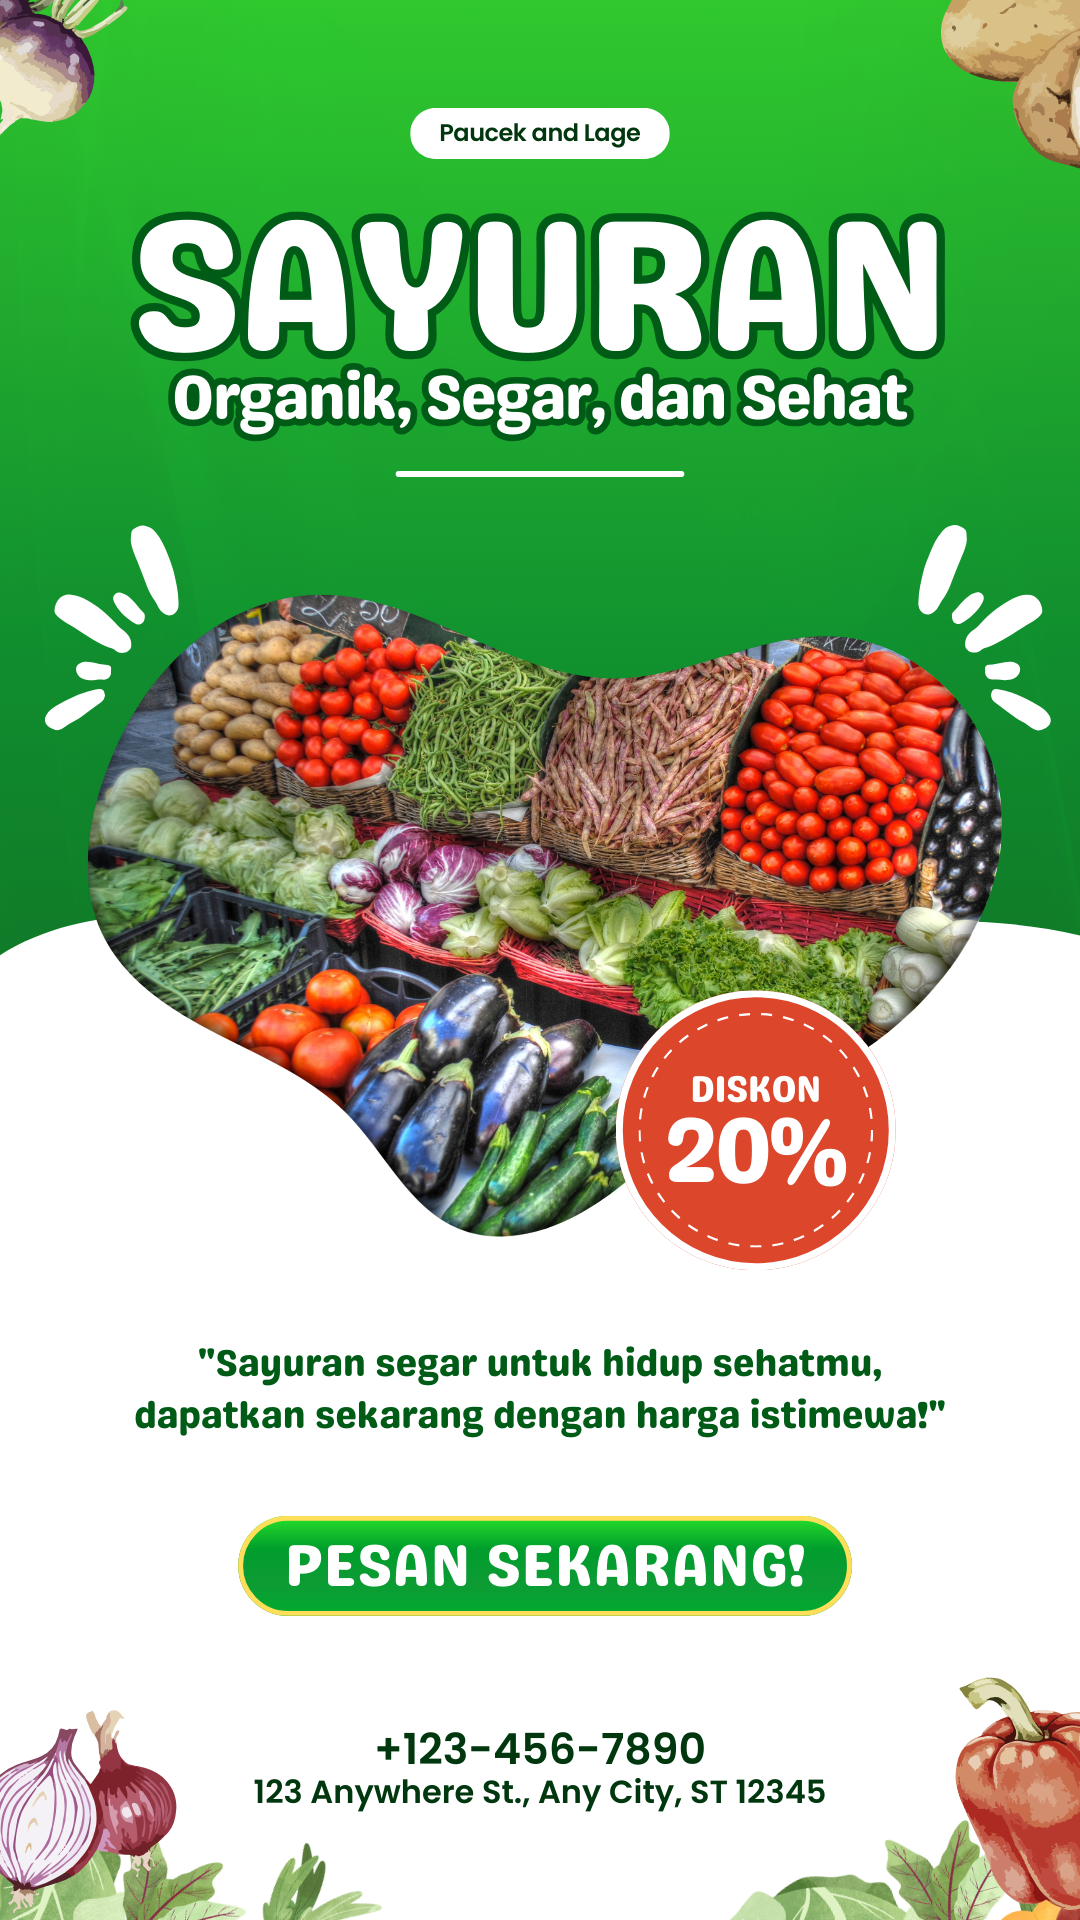 Paucek and Lage
SAYURAN
Organik, Segar, dan Sehat
DISKON
20%
"Sayuran segar untuk hidup sehatmu,
dapatkan sekarang dengan harga istimewa!"
PESAN SEKARANG!
+123-456-7890
123 Anywhere St., Any City, ST 12345